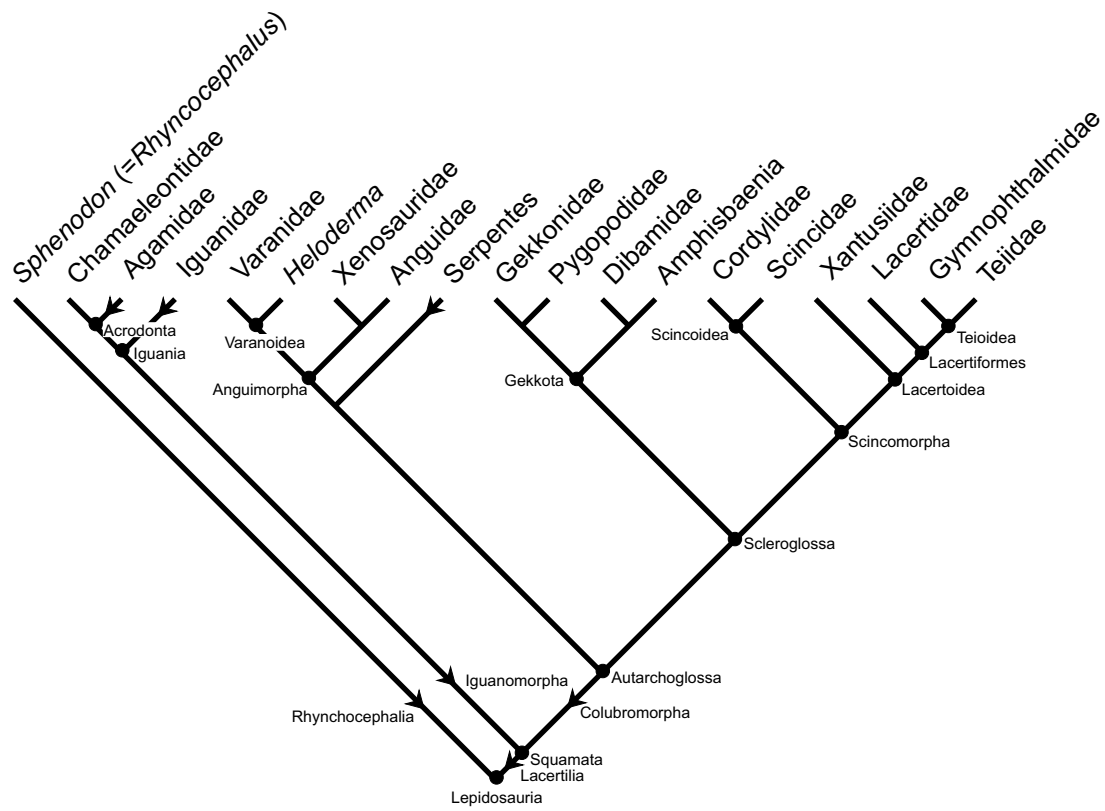 Sphenodon (=Rhyncocephalus)
Chamaeleontidae
Agamidae
Iguanidae
Varanidae
Heloderma
Xenosauridae
Anguidae
Serpentes
Gekkonidae
Pygopodidae
Dibamidae
Amphisbaenia
Cordylidae
Scincidae
Xantusiidae
Lacertidae
Gymnophthalmidae
Teiidae
Acrodonta
Iguania
Varanoidea
Anguimorpha
Gekkota
Scincoidea
Teioidea
Lacertiformes
Lacertoidea
Scincomorpha
Scleroglossa
Autarchoglossa
Iguanomorpha
Colubromorpha
Rhynchocephalia
Squamata
Lacertilia
Lepidosauria